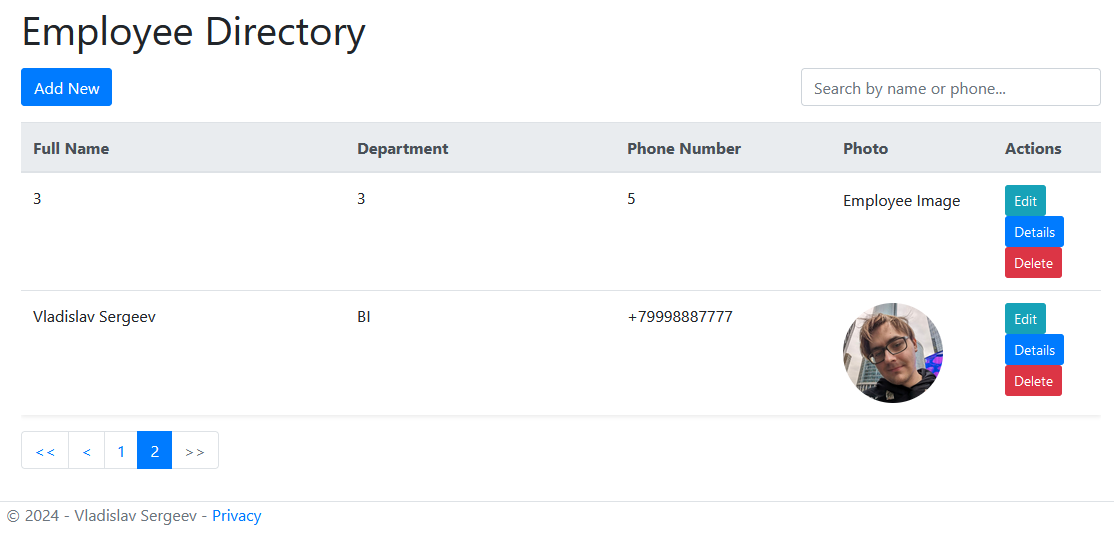 Employee Directory
Add New
Search by name or phone...
Full Name Department Phone Number Photo Actions
3 3 5 Employee Image Edit
Details
Delete
Vladislav Sergeev BI +79998887777 Edit
Details
Delete
<< < 1 2 >>
© 2024 - Vladislav Sergeev - Privacy